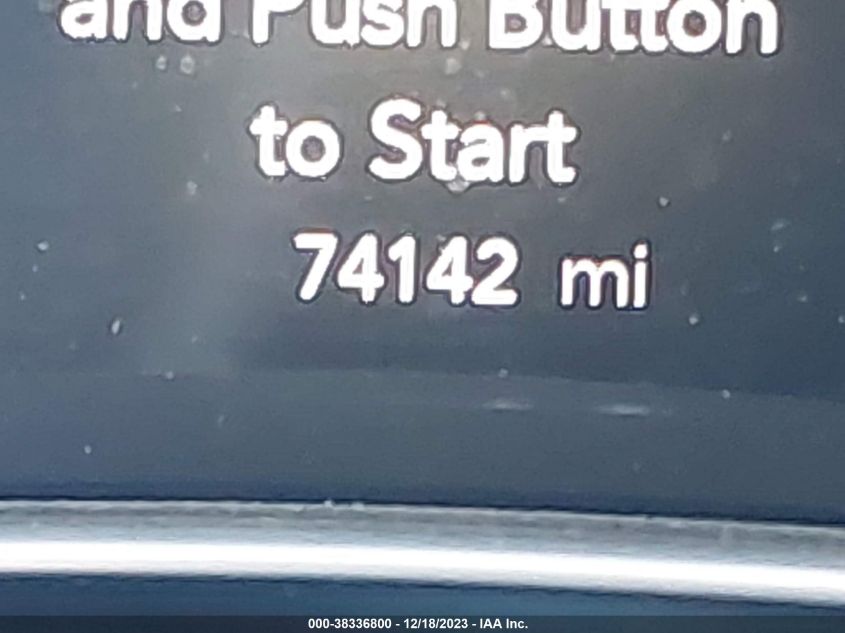 and Push Button
to Start
74142 mi
000-38336800 - 12/18/2023 - IAA Inc.